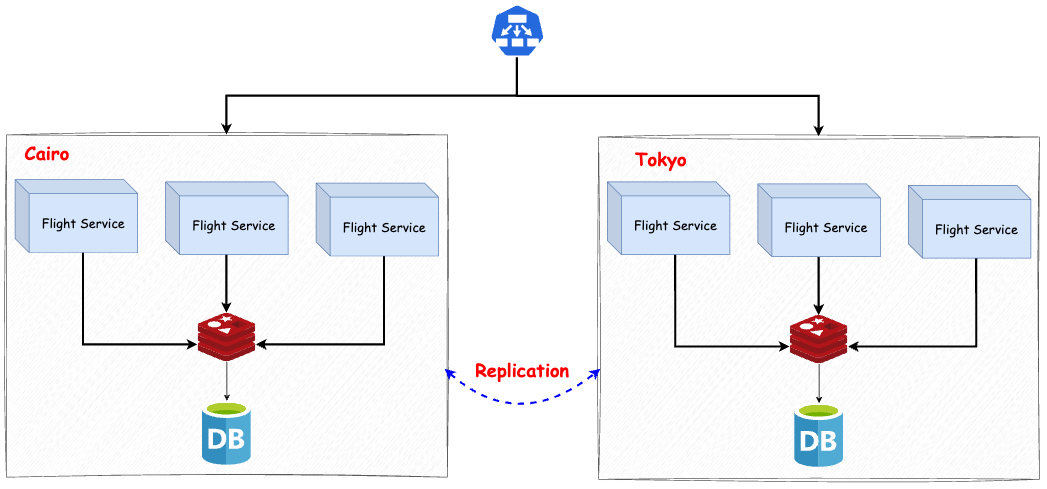 Cairo
Tokyo
Flight Service
Flight Service
Flight Service
Flight Service
Flight Service
Flight Service
Replication
DB
DB